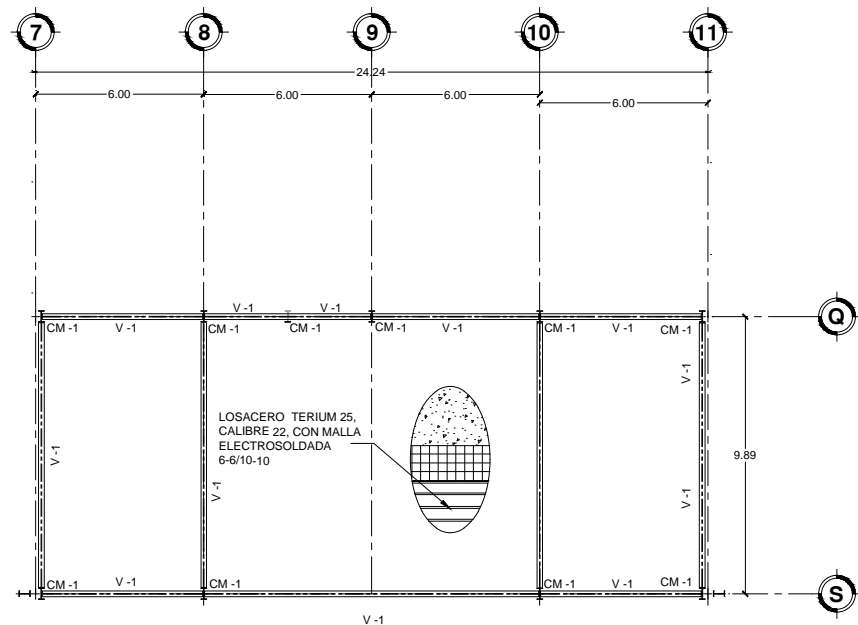 7 8 9 10 11
24.24
6.00 6.00 6.00 6.00
V -1 V -1
CM -1 V -1 CM -1 CM -1 CM -1 V -1 CM -1 V -1 CM -1
Q
V -1
LOSACERO TERIUM 25,
CALIBRE 22, CON MALLA
ELECTROSOLDADA
6-6/10-10
V -1
9.89
V -1
V -1
V -1
CM -1 V -1 CM -1 CM -1 V -1 CM -1
S
V -1